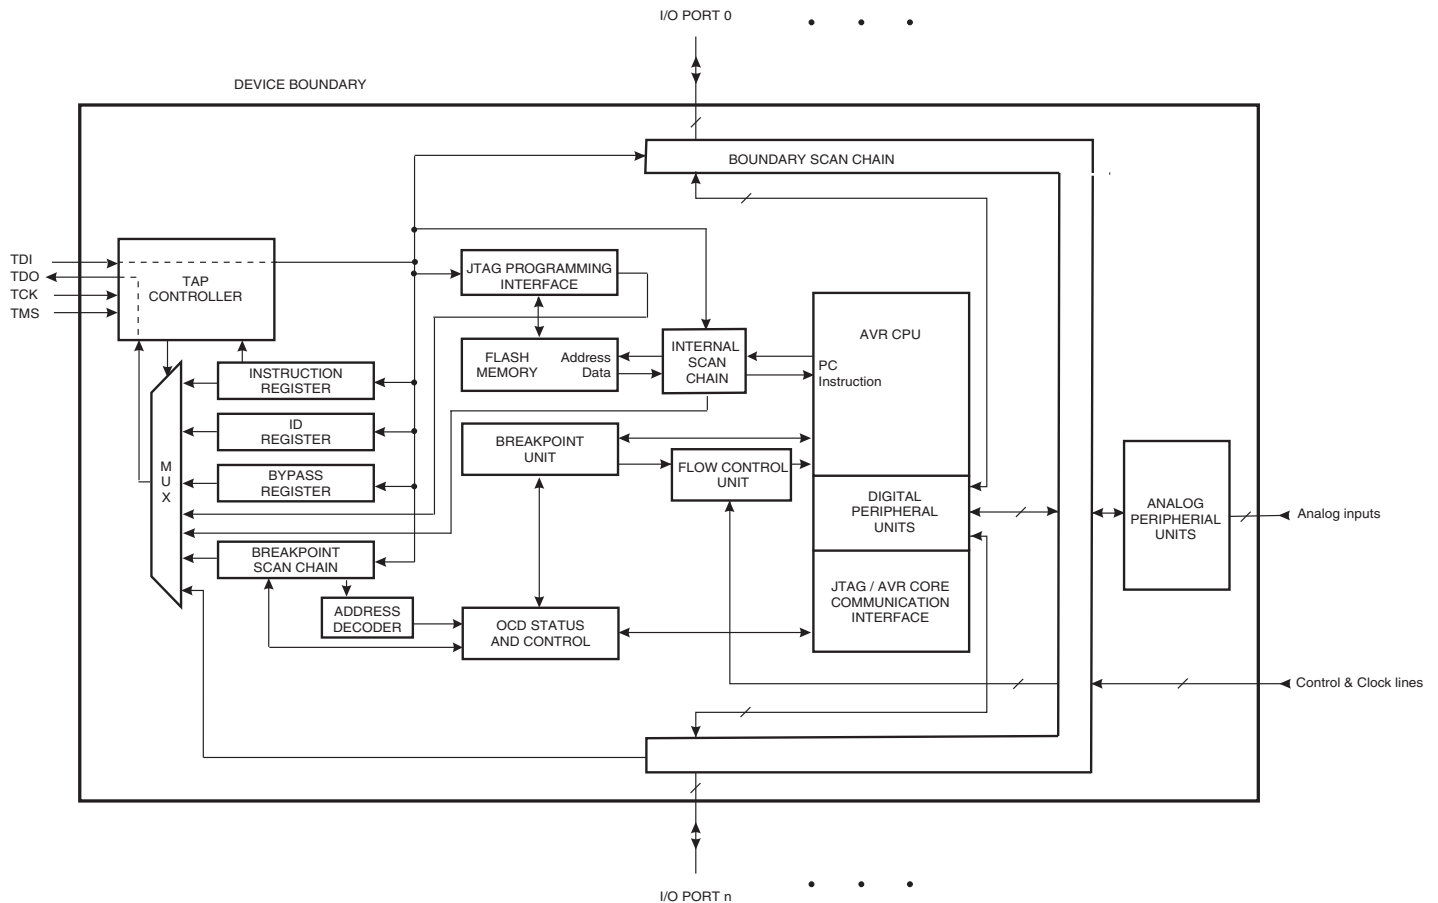 I/O PORT 0
DEVICE BOUNDARY
BOUNDARY SCAN CHAIN
TDI
TDO
TCK
TMS
TAP
CONTROLLER
JTAG PROGRAMMING
INTERFACE
FLASH
MEMORY
Address
Data
INTERNAL
SCAN
CHAIN
AVR CPU
PC
Instruction
INSTRUCTION
REGISTER
ID
REGISTER
BYPASS
REGISTER
M
U
X
BREAKPOINT
UNIT
FLOW CONTROL
UNIT
DIGITAL
PERIPHERAL
UNITS
ANALOG
PERIPHERIAL
UNITS
Analog inputs
BREAKPOINT
SCAN CHAIN
ADDRESS
DECODER
OCD STATUS
AND CONTROL
JTAG / AVR CORE
COMMUNICATION
INTERFACE
Control & Clock lines
I/O PORT n